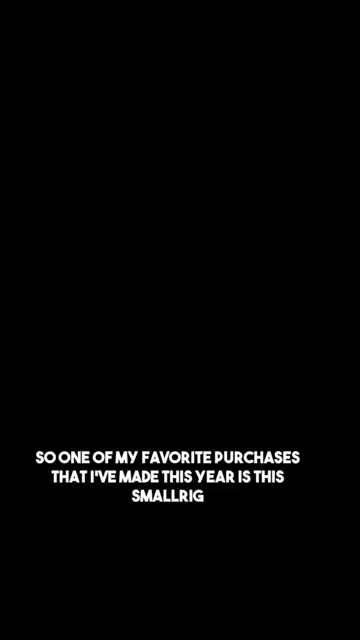 SO ONE OF MY FAVORITE PURCHASES
THAT I'VE MADE THIS YEAR IS THIS
SMALLRIG